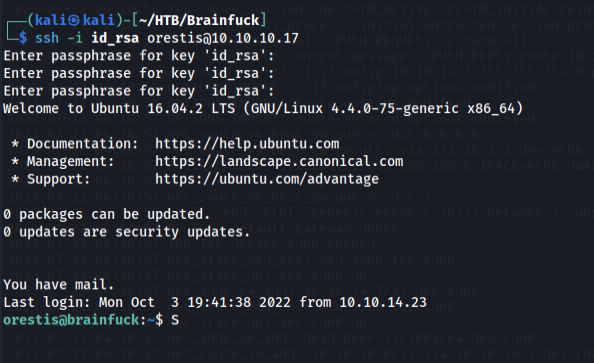 ┌──(kali㉿kali)-[~/HTB/Brainfuck]
└─$ ssh -i id_rsa orestis@10.10.10.17
Enter passphrase for key 'id_rsa':
Enter passphrase for key 'id_rsa':
Enter passphrase for key 'id_rsa':
Welcome to Ubuntu 16.04.2 LTS (GNU/Linux 4.4.0-75-generic x86_64)
* Documentation:  https://help.ubuntu.com
* Management:     https://landscape.canonical.com
* Support:        https://ubuntu.com/advantage
0 packages can be updated.
0 updates are security updates.
You have mail.
Last login: Mon Oct  3 19:41:38 2022 from 10.10.14.23
orestis@brainfuck:~$ S